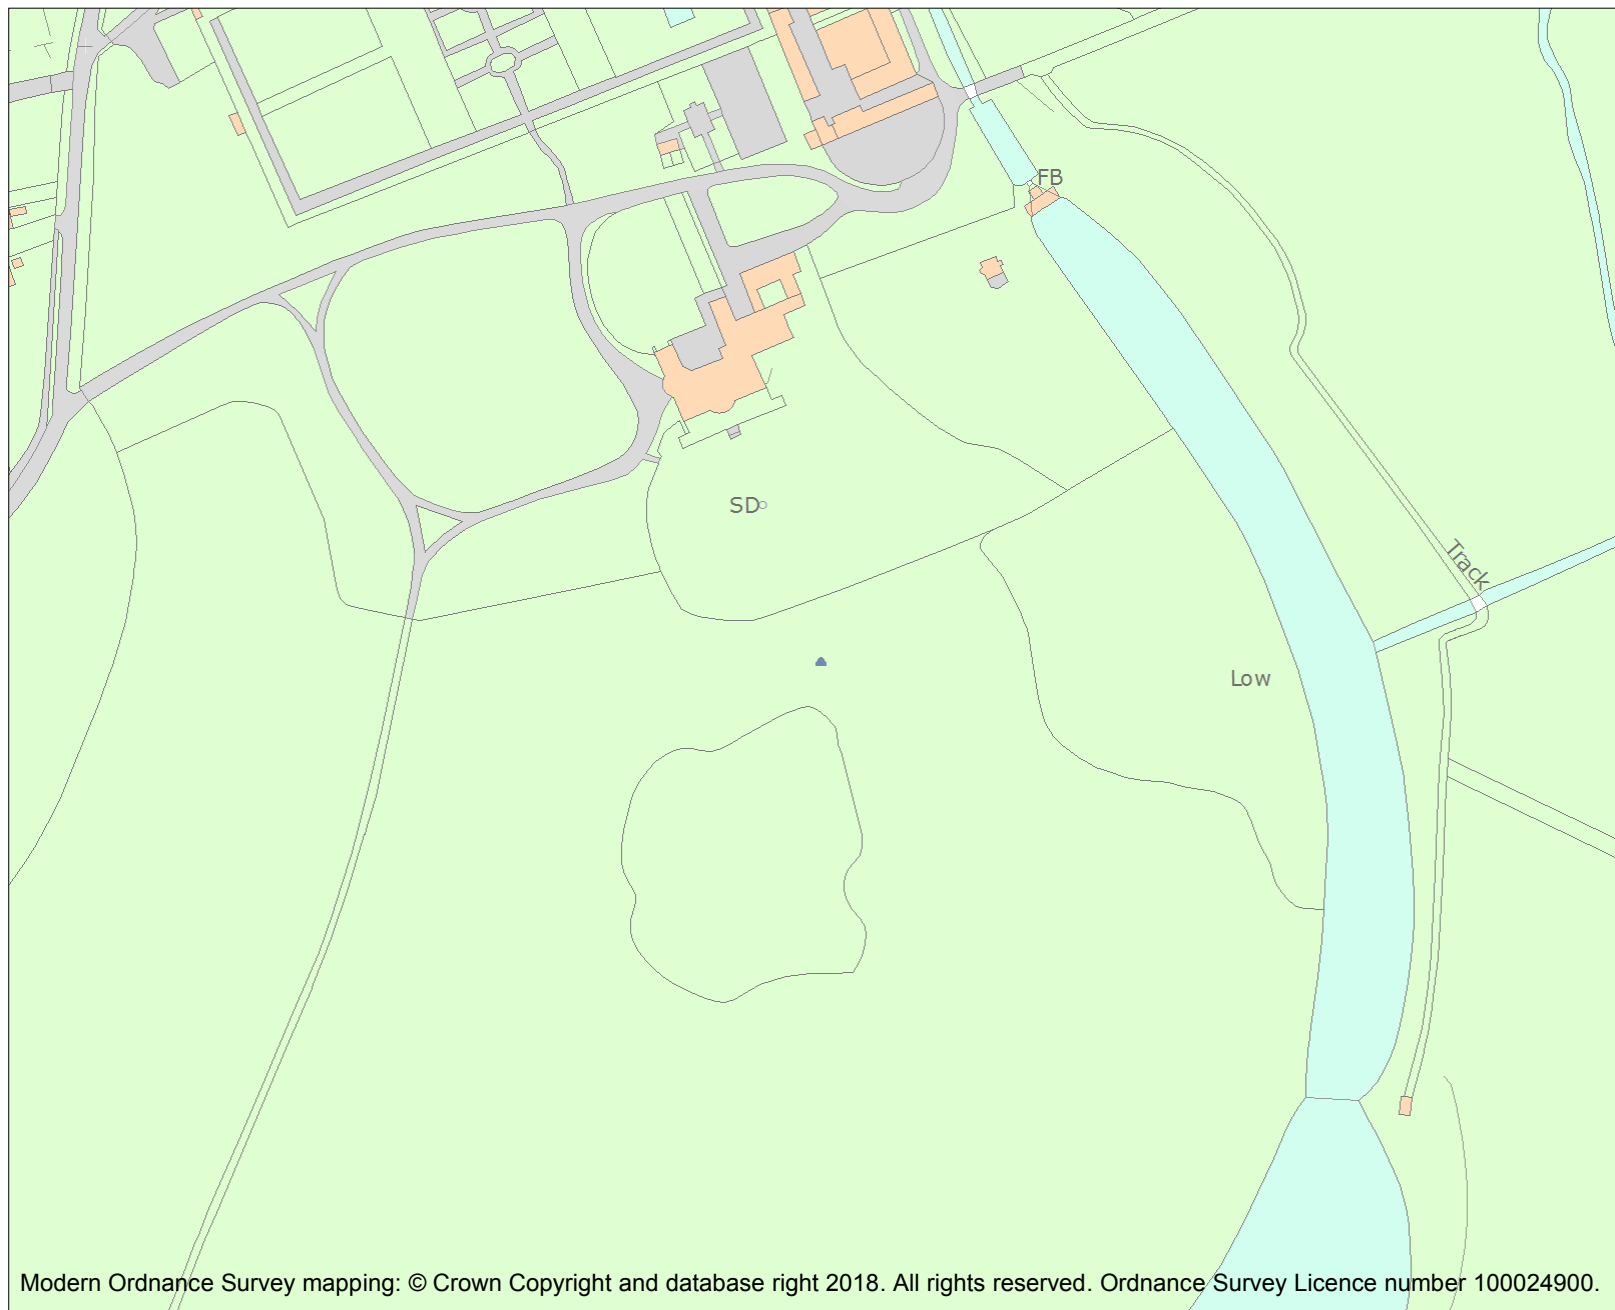 FB
SD
Track
Low
Modern Ordnance Survey mapping: © Crown Copyright and database right 2018. All rights reserved. Ordnance Survey Licence number 100024900.